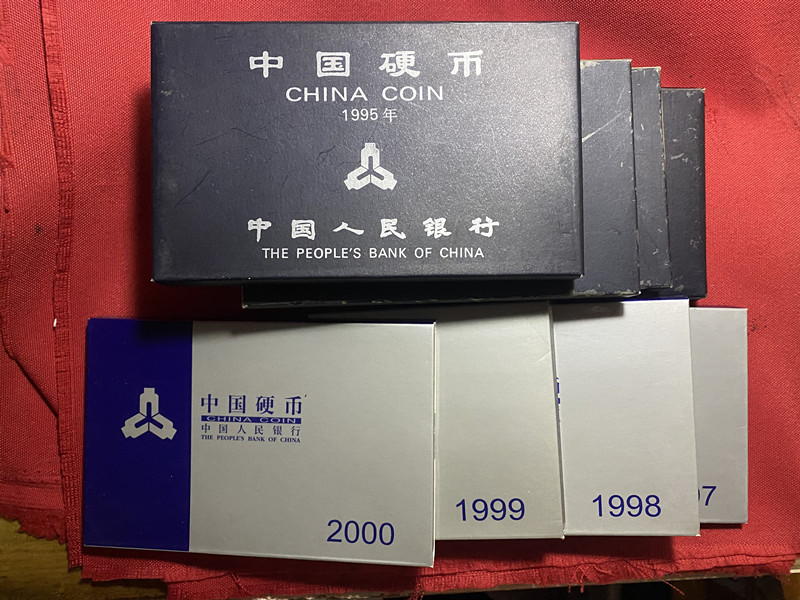 中国硬币
CHINA COIN
1995年
中国人民银行
THE PEOPLE'S BANK OF CHINA
中国硬币
CHINA COIN
中国人民银行
THE PEOPLE'S BANK OF CHINA
2000
1999
1998
97